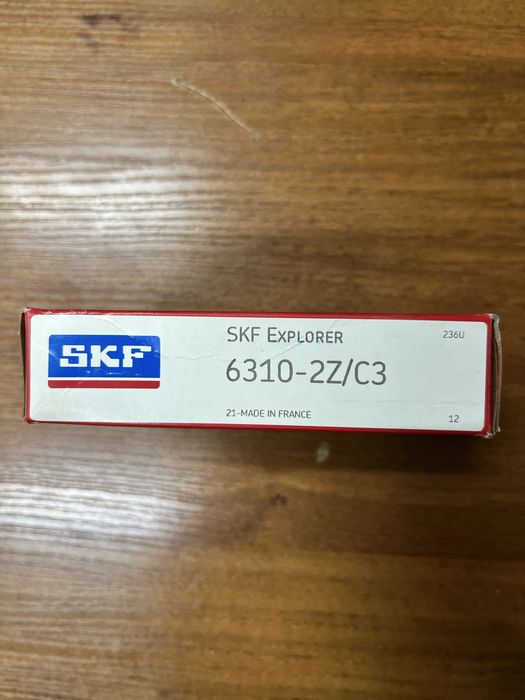 SKF
SKF EXPLORER
236U
6310-2Z/C3
21-MADE IN FRANCE
12